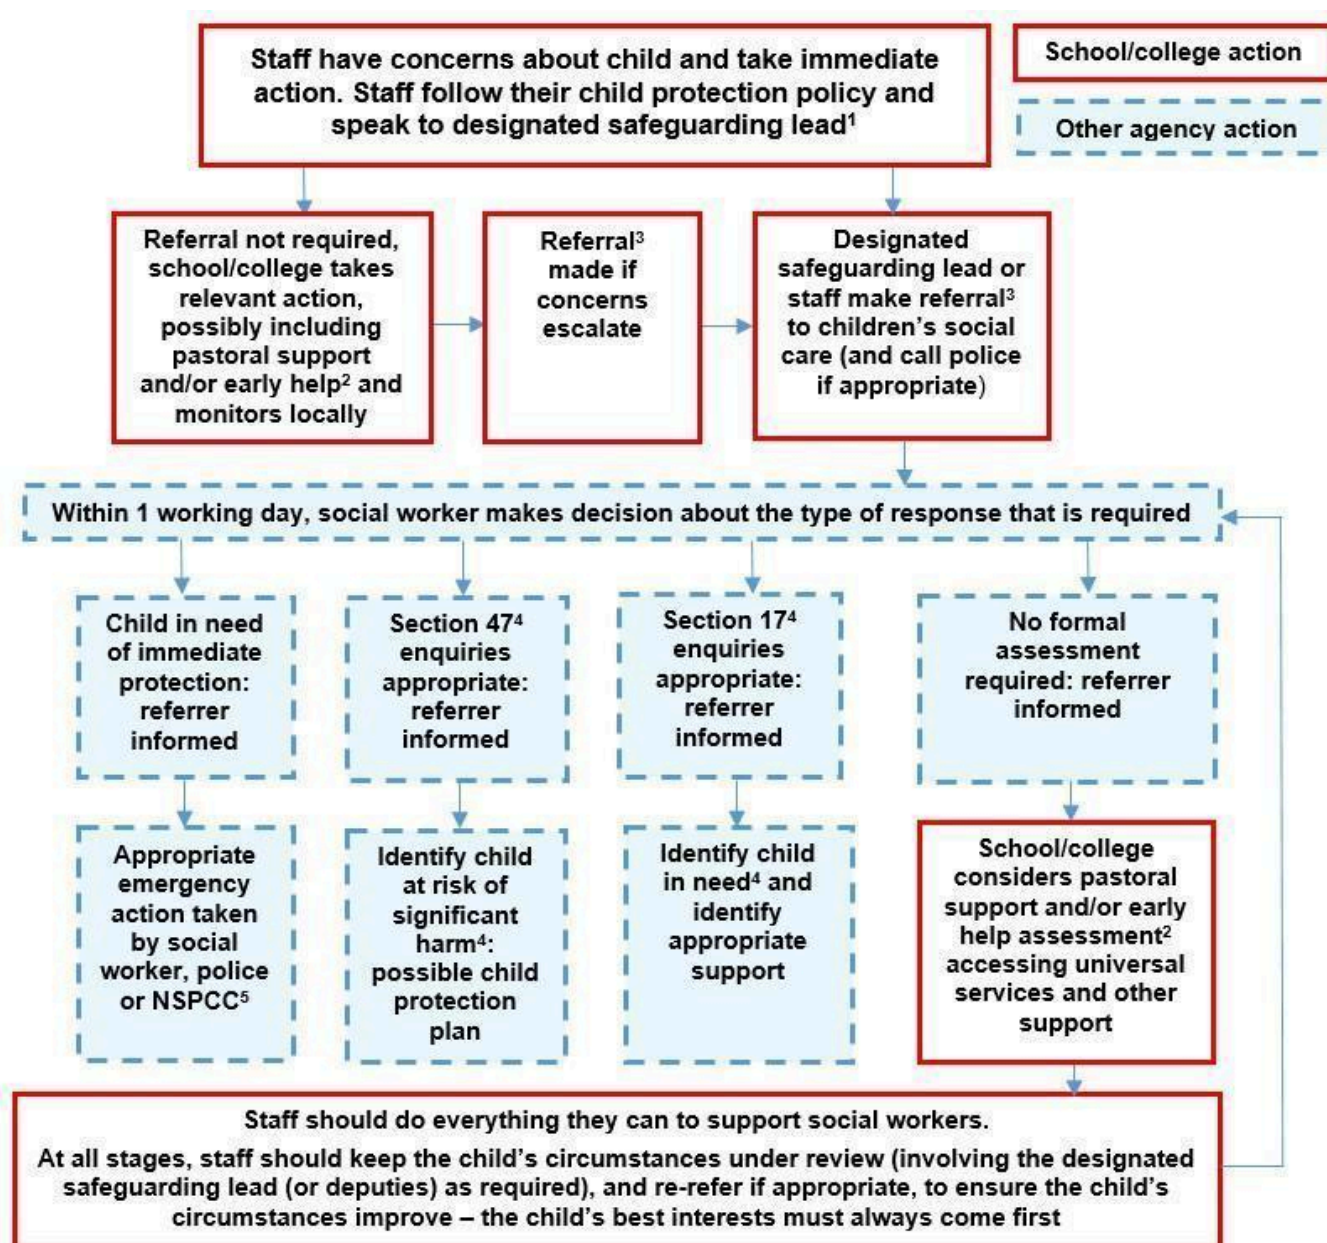 Staff have concerns about child and take immediate
action. Staff follow their child protection policy and
speak to designated safeguarding lead¹
School/college action
Other agency action
Referral not required,
school/college takes
relevant action,
possibly including
pastoral support
and/or early help² and
monitors locally
Referral³
made if
concerns
escalate
Designated
safeguarding lead or
staff make referral³
to children’s social
care (and call police
if appropriate)
Within 1 working day, social worker makes decision about the type of response that is required
Child in need
of immediate
protection:
referrer
informed
Section 47⁴
enquiries
appropriate:
referrer
informed
Section 17⁴
enquiries
appropriate:
referrer
informed
No formal
assessment
required: referrer
informed
Appropriate
emergency
action taken
by social
worker, police
or NSPCC⁵
Identify child
at risk of
significant
harm⁴:
possible child
protection
plan
Identify child
in need⁴ and
identify
appropriate
support
School/college
considers pastoral
support and/or early
help assessment²
accessing universal
services and other
support
Staff should do everything they can to support social workers.
At all stages, staff should keep the child’s circumstances under review (involving the designated
safeguarding lead (or deputies) as required), and re-refer if appropriate, to ensure the child’s
circumstances improve – the child’s best interests must always come first